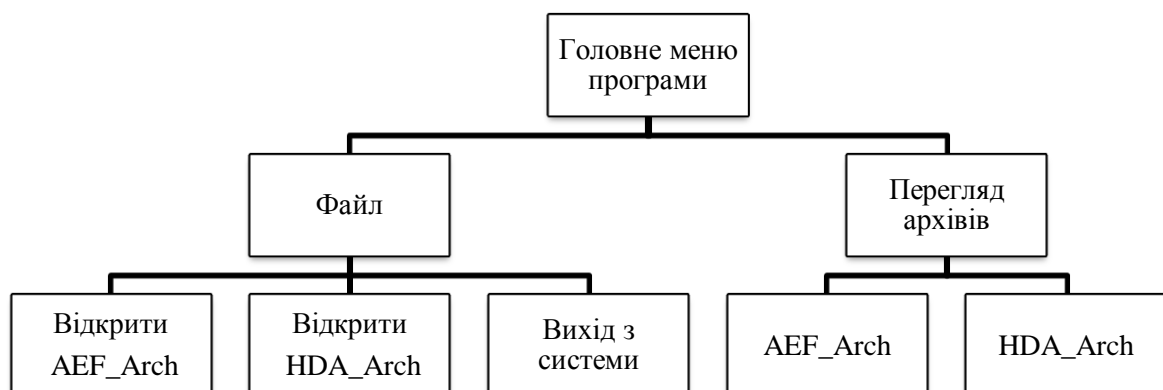 Головне меню
програми
Файл
Перегляд
архівів
Відкрити
AEF_Arch
Відкрити
HDA_Arch
Вихід з
системи
AEF_Arch
HDA_Arch